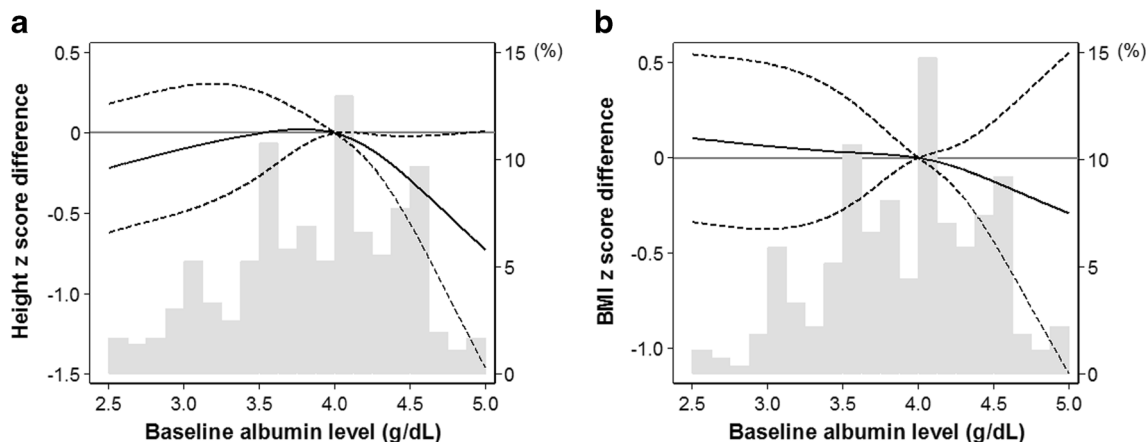 a
Height z score difference
0.5
0
-0.5
-1.0
-1.5
15 (%)
10
5
0
2.5 3.0 3.5 4.0 4.5 5.0
Baseline albumin level (g/dL)
b
BMI z score difference
0.5
0
-0.5
-1.0
15 (%)
10
5
0
2.5 3.0 3.5 4.0 4.5 5.0
Baseline albumin level (g/dL)